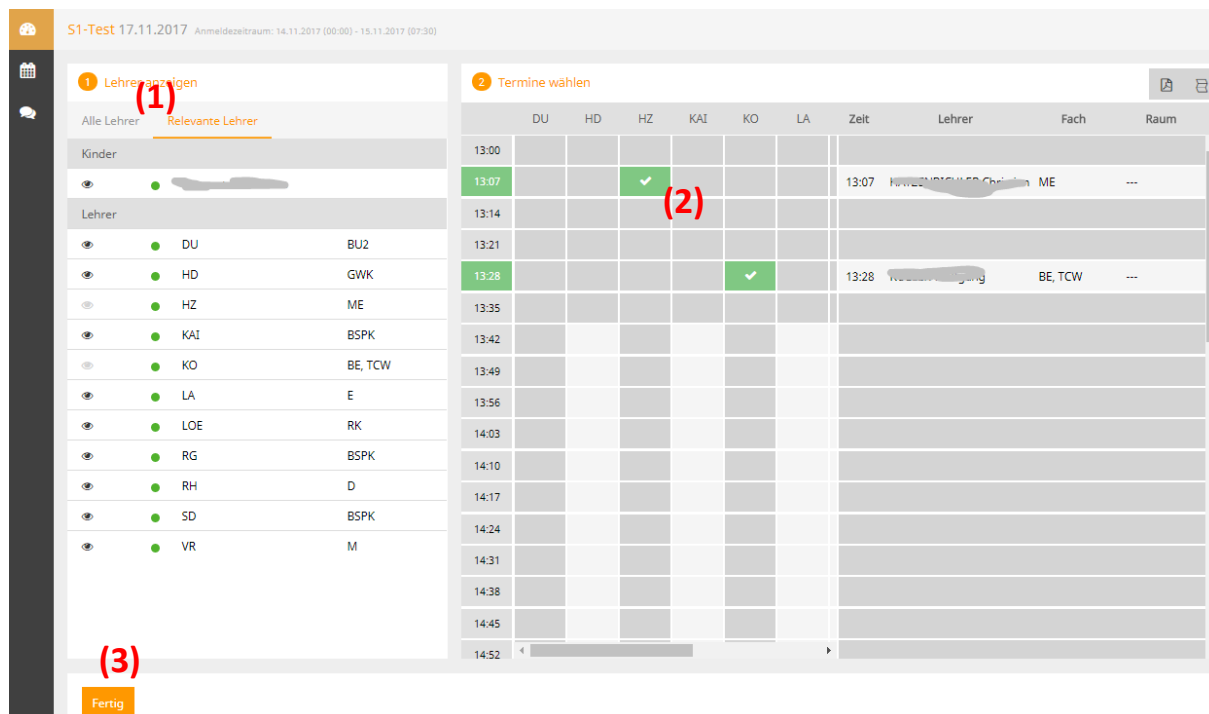 S1-Test 17.11.2017 Anmeldezeitraum: 14.11.2017 (00:00) - 15.11.2017 (07:30)
1 Lehrer anzeigen
(1)
Alle Lehrer Relevante Lehrer
Kinder
Lehrer
DU BU2
HD GWK
HZ ME
KAI BSPK
KO BE, TCW
LA E
LOE RK
RG BSPK
RH D
SD BSPK
VR M
(3)
Fertig
2 Termine wählen
DU HD HZ KAI KO LA Zeit Lehrer Fach Raum
13:00
13:07 13:07 ME ---
(2)
13:14
13:21
13:28 13:28 BE, TCW ---
13:35
13:42
13:49
13:56
14:03
14:10
14:17
14:24
14:31
14:38
14:45
14:52